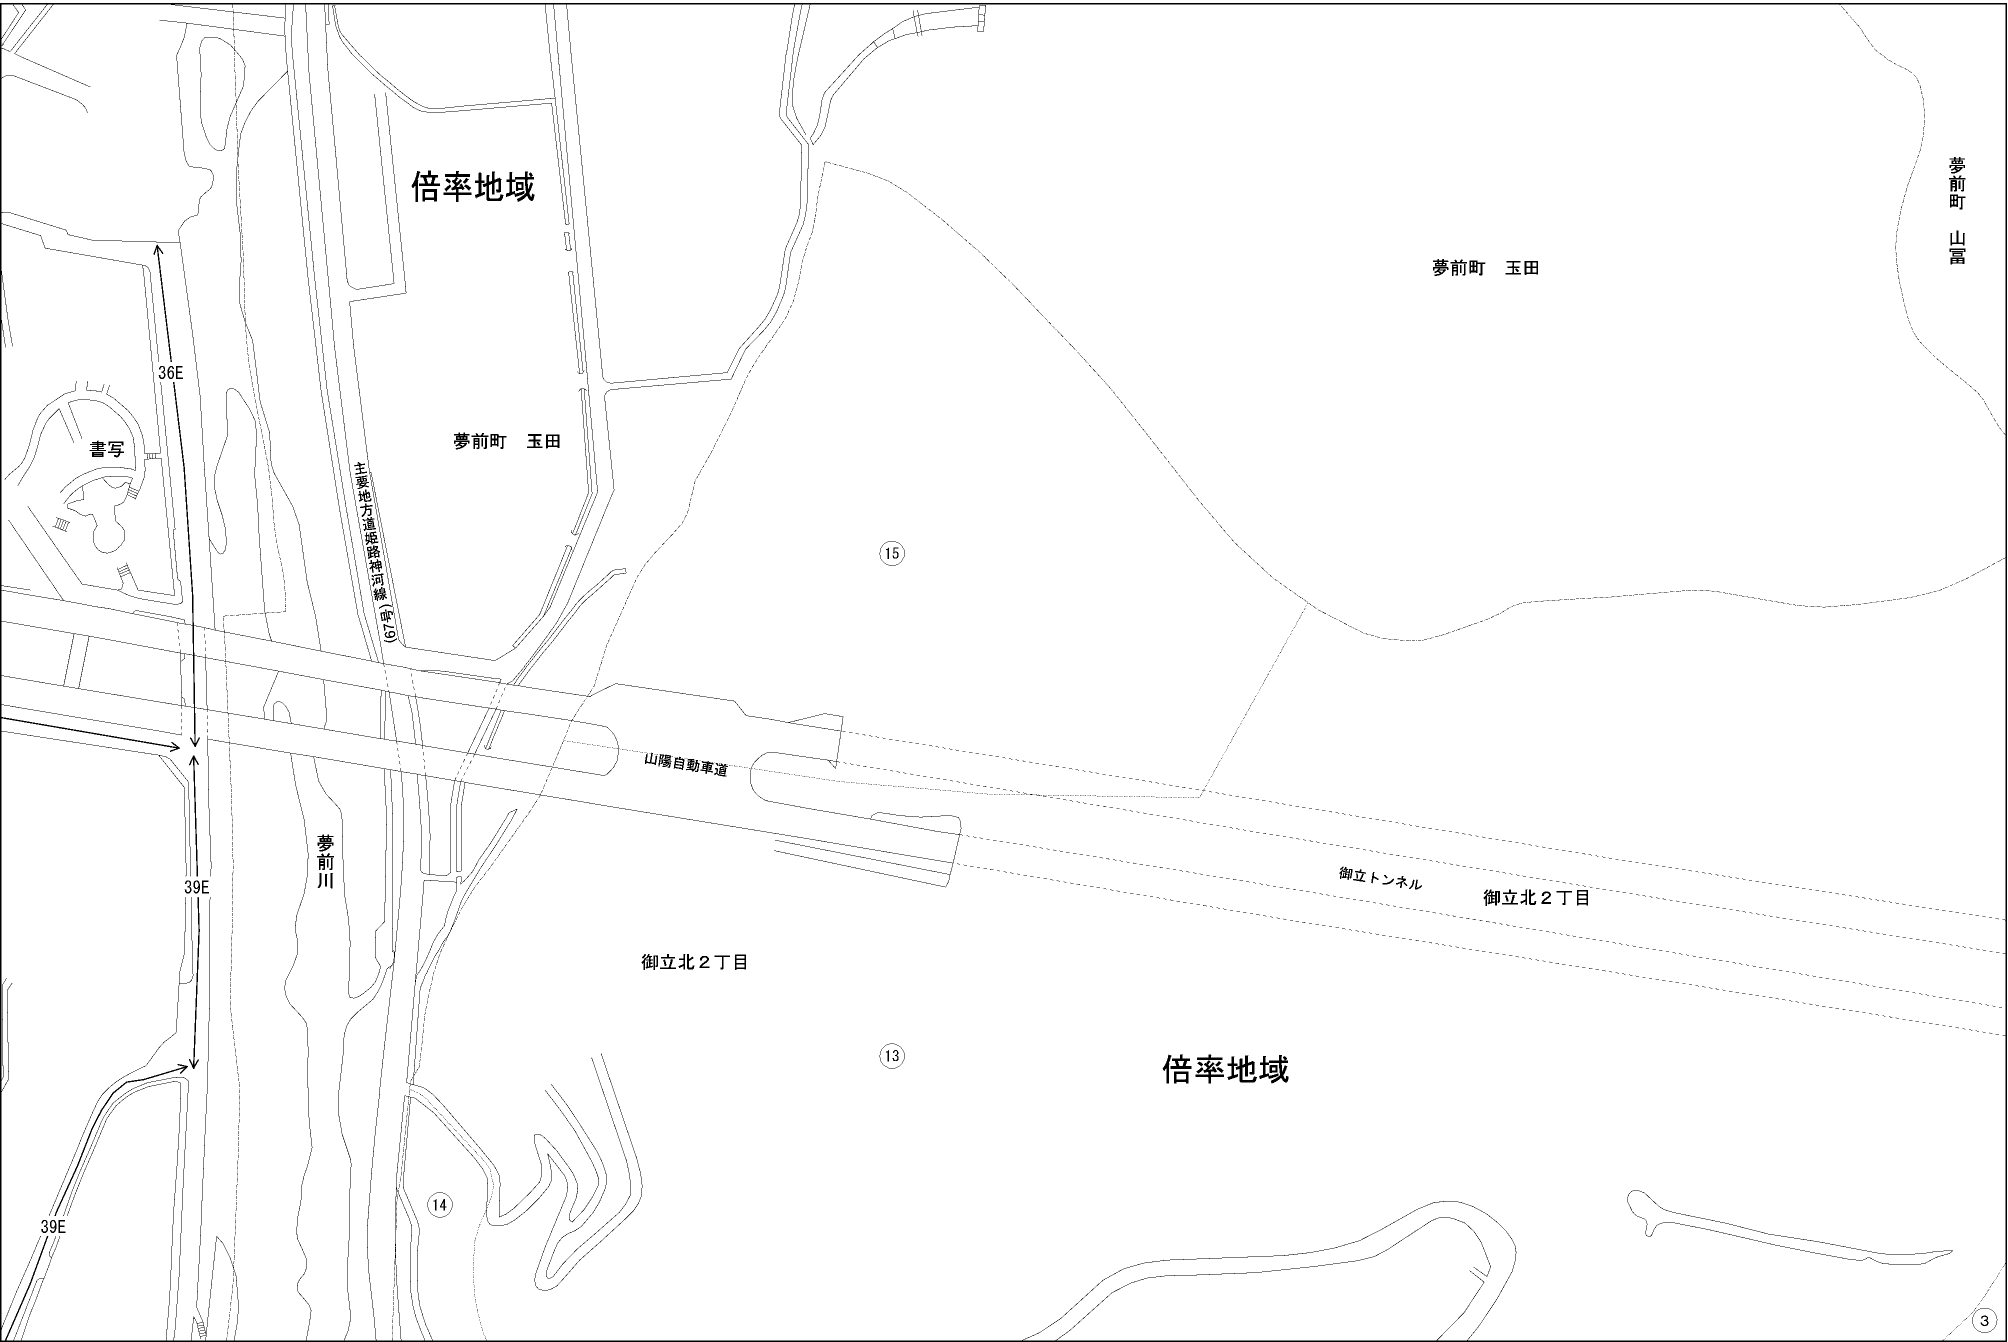 倍率地域
夢前町　山冨
夢前町　玉田
36E
書写
夢前町　玉田
主要地方道姫路神河線(号79)
15
山陽自動車道
夢前川
39E
御立トンネル
御立北２丁目
御立北２丁目
13
倍率地域
14
39E
3